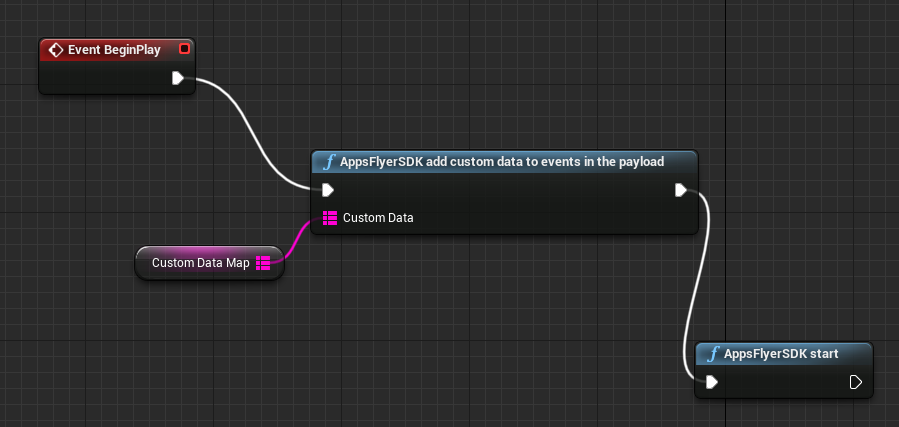 Event BeginPlay
AppsFlyerSDK add custom data to events in the payload
Custom Data
Custom Data Map
AppsFlyerSDK start